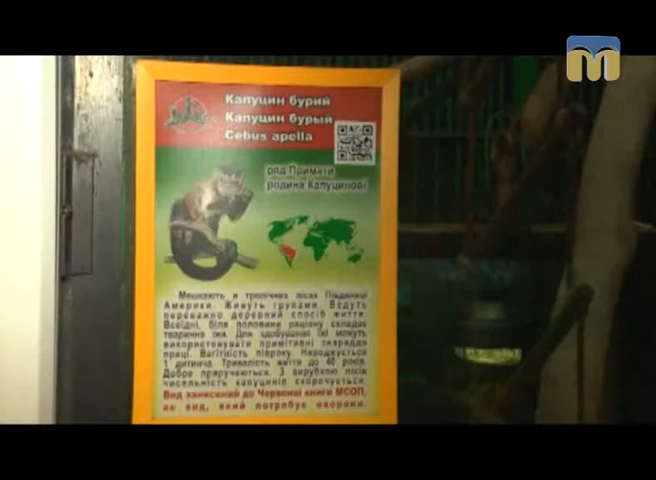 Капуцин бурий
Капуцин бурый
Cebus apella
ряд Примати
родина Капуцинові
Мешкають в тропічних лісах Південної
Америки. Живуть групами. Ведуть
переважно деревний спосіб життя.
Всеїдні, біля половини раціону складає
тваринна їжа. Для здобування їжі можуть
використовувати примітивні знаряддя
праці. Вагітність півроку. Народжується
1 дитинча. Тривалість життя до 40 років.
Добре приручаються. З вирубкою лісів
чисельність капуцинів скорочується.
Вид занесений до Червоної книги МСОП,
як вид, який потребує охорони.
M